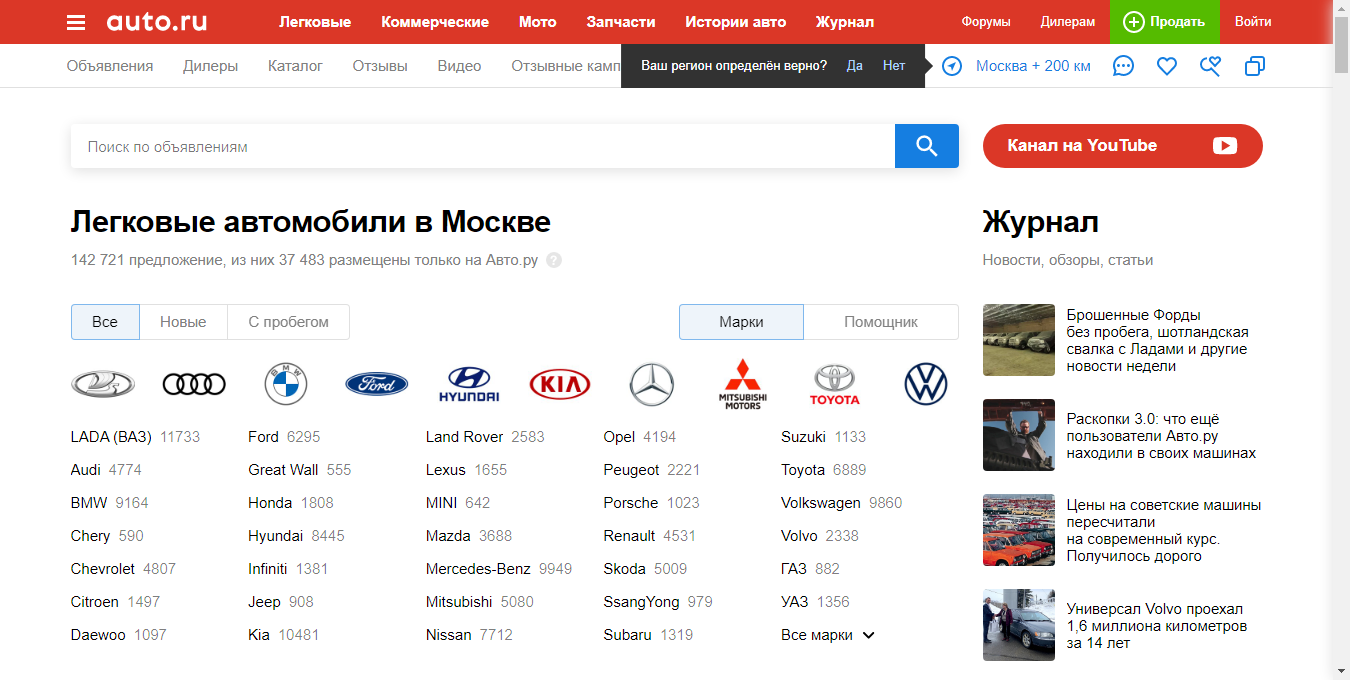 auto.ru Легковые Коммерческие Мото Запчасти Истории авто Журнал Форумы Дилерам Продать Войти
Объявления Дилеры Каталог Отзывы Видео Отзывные камп Ваш регион определён верно? Да Нет Москва + 200 км
Поиск по объявлениям
Канал на YouTube
Легковые автомобили в Москве
142 721 предложение, из них 37 483 размещены только на Авто.ру ?
Все Новые С пробегом Марки Помощник
BMW Ford HYUNDAI KIA MITSUBISHI MOTORS TOYOTA
LADA (ВАЗ) 11733 Ford 6295 Land Rover 2583 Opel 4194 Suzuki 1133
Audi 4774 Great Wall 555 Lexus 1655 Peugeot 2221 Toyota 6889
BMW 9164 Honda 1808 MINI 642 Porsche 1023 Volkswagen 9860
Chery 590 Hyundai 8445 Mazda 3688 Renault 4531 Volvo 2338
Chevrolet 4807 Infiniti 1381 Mercedes-Benz 9949 Skoda 5009 ГАЗ 882
Citroen 1497 Jeep 908 Mitsubishi 5080 SsangYong 979 УАЗ 1356
Daewoo 1097 Kia 10481 Nissan 7712 Subaru 1319 Все марки
Журнал
Новости, обзоры, статьи
Брошенные Форды
без пробега, шотландская
свалка с Ладами и другие
новости недели
Раскопки 3.0: что ещё
пользователи Авто.ру
находили в своих машинах
Цены на советские машины
пересчитали
на современный курс.
Получилось дорого
Универсал Volvo проехал
1,6 миллиона километров
за 14 лет